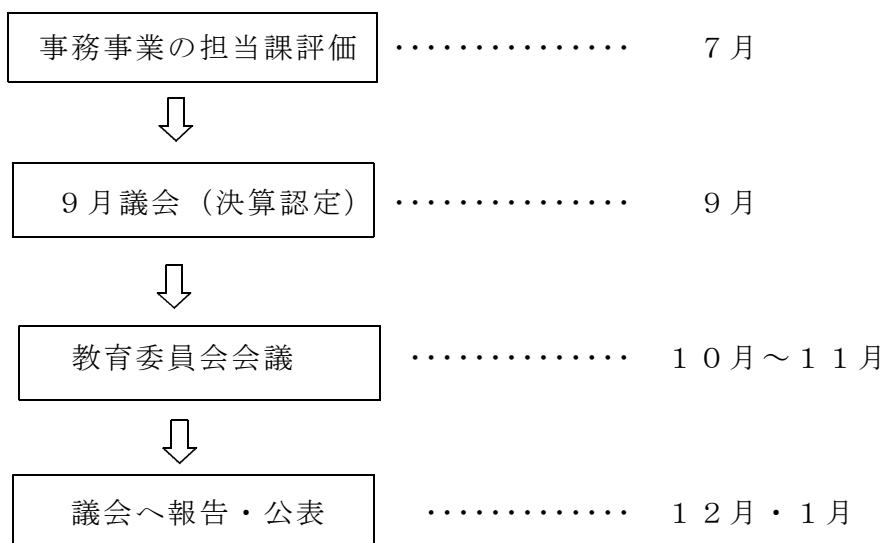 事務事業の担当課評価 ・・・・・・・・・・・・・・・ ７月
９月議会（決算認定） ・・・・・・・・・・・・・・・ ９月
教育委員会会議 ・・・・・・・・・・・・・・ １０月～１１月
議会へ報告・公表 ・・・・・・・・・・・・・ １２月・１月